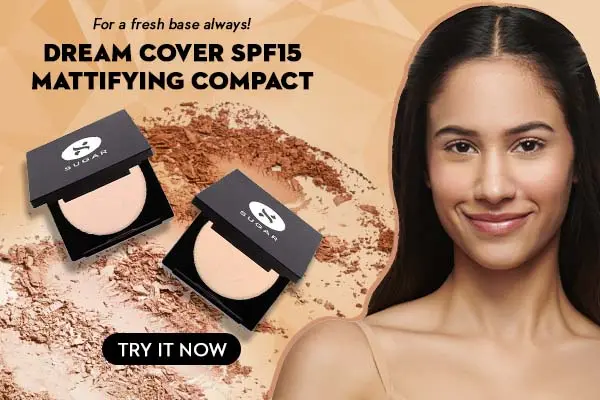 For a fresh base always!
DREAM COVER SPF15
MATTIFYING COMPACT
SUGAR
SUGAR
TRY IT NOW